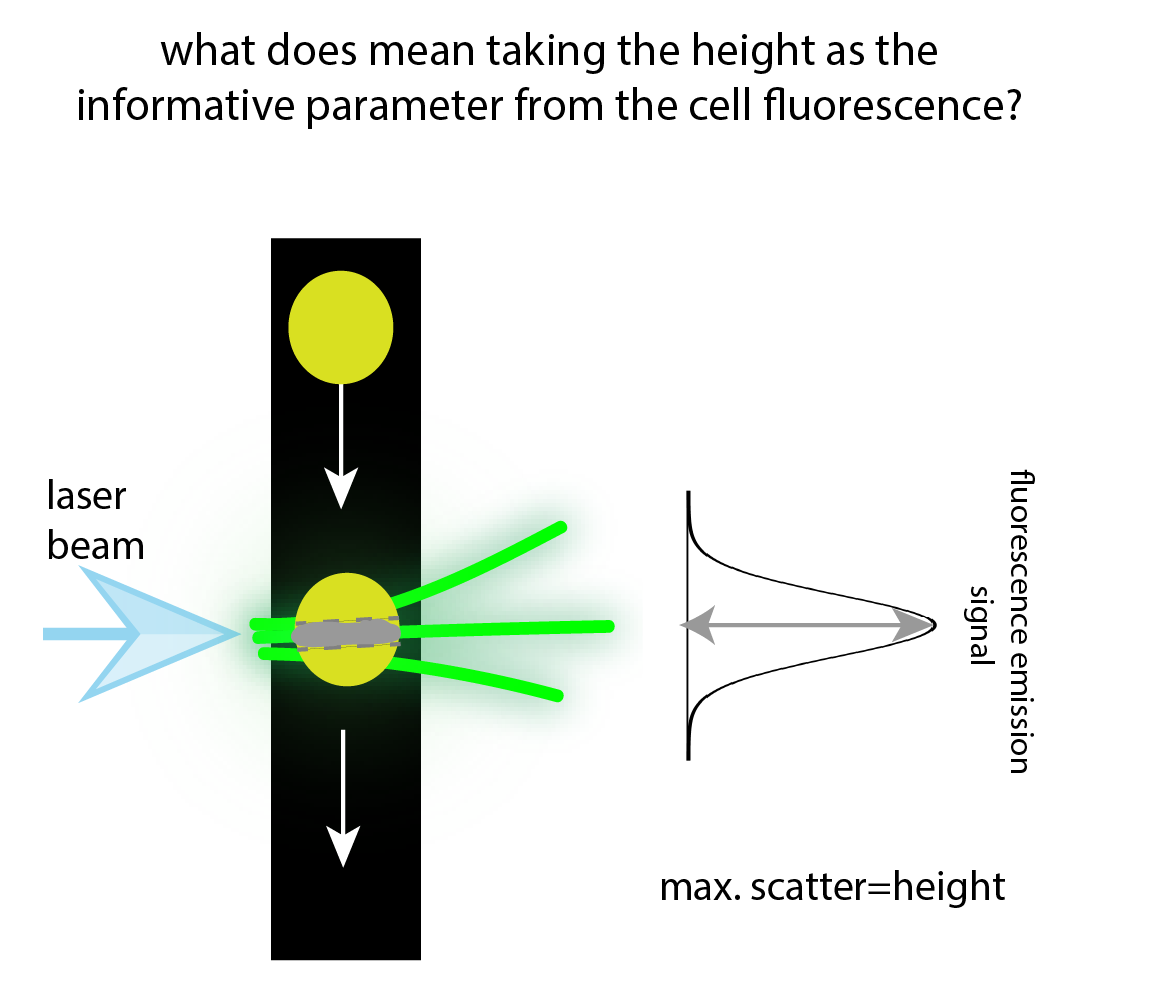 what does mean taking the height as the
informative parameter from the cell fluorescence?
laser
beam
fluorescence emission
signal
max. scatter=height